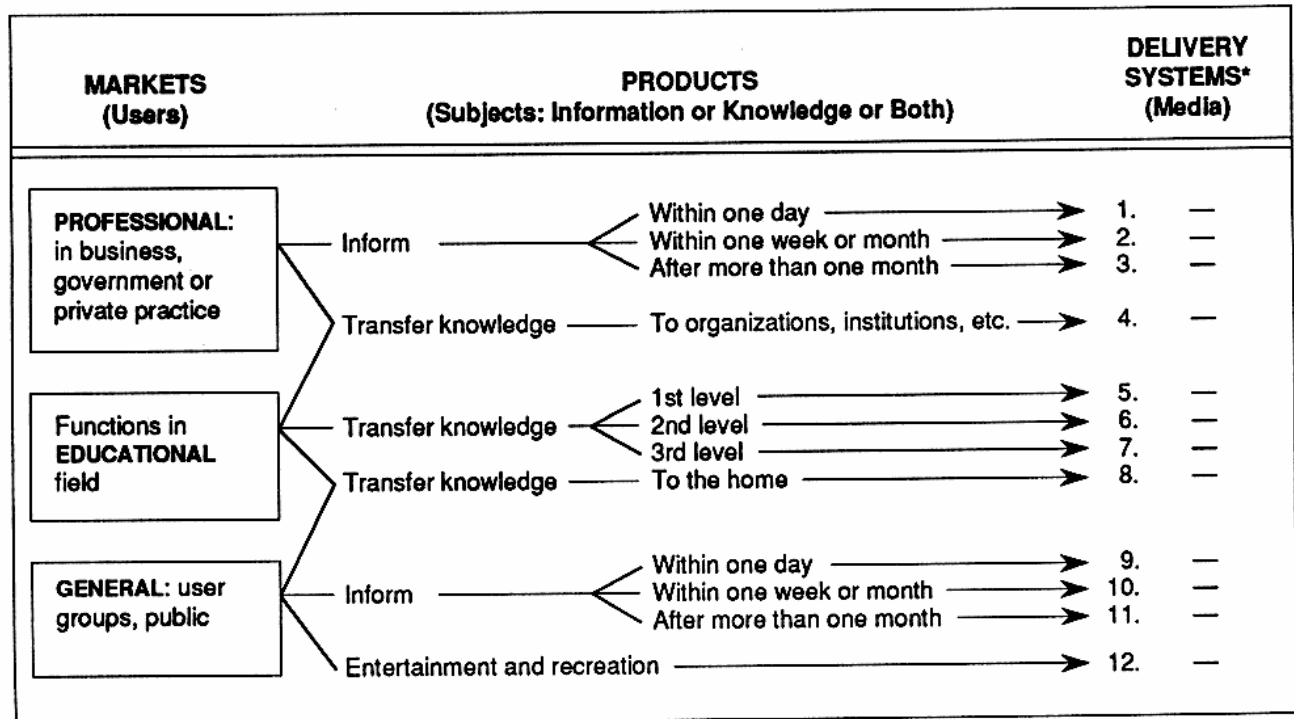 MARKETS
(Users)
PRODUCTS
(Subjects: Information or Knowledge or Both)
DELIVERY
SYSTEMS*
(Media)
PROFESSIONAL:
in business,
government or
private practice
Inform
Within one day
1. —
Within one week or month
2. —
After more than one month
3. —
Transfer knowledge
To organizations, institutions, etc.
4. —
Functions in
EDUCATIONAL
field
Transfer knowledge
1st level
5. —
2nd level
6. —
3rd level
7. —
Transfer knowledge
To the home
8. —
GENERAL: user
groups, public
Inform
Within one day
9. —
Within one week or month
10. —
After more than one month
11. —
Entertainment and recreation
12. —